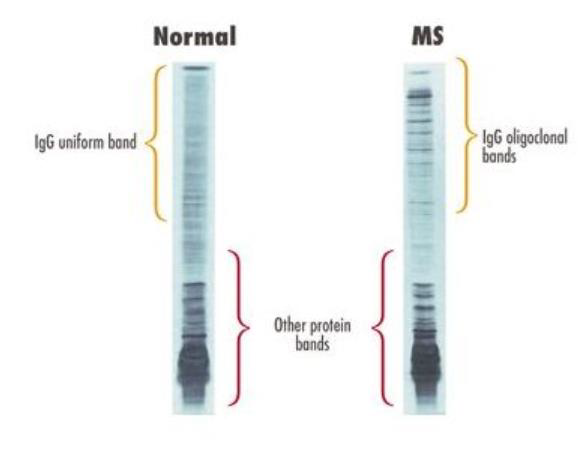 Normal
MS
IgG uniform band
IgG oligoclonal
bands
Other protein
bands